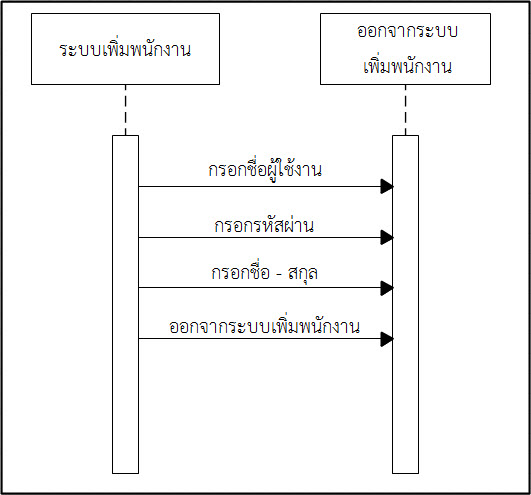 ระบบเพิ่มพนักงาน
ออกจากระบบ
เพิ่มพนักงาน
กรอกชื่อผู้ใช้งาน
กรอกรหัสผ่าน
กรอกชื่อ - สกุล
ออกจากระบบเพิ่มพนักงาน